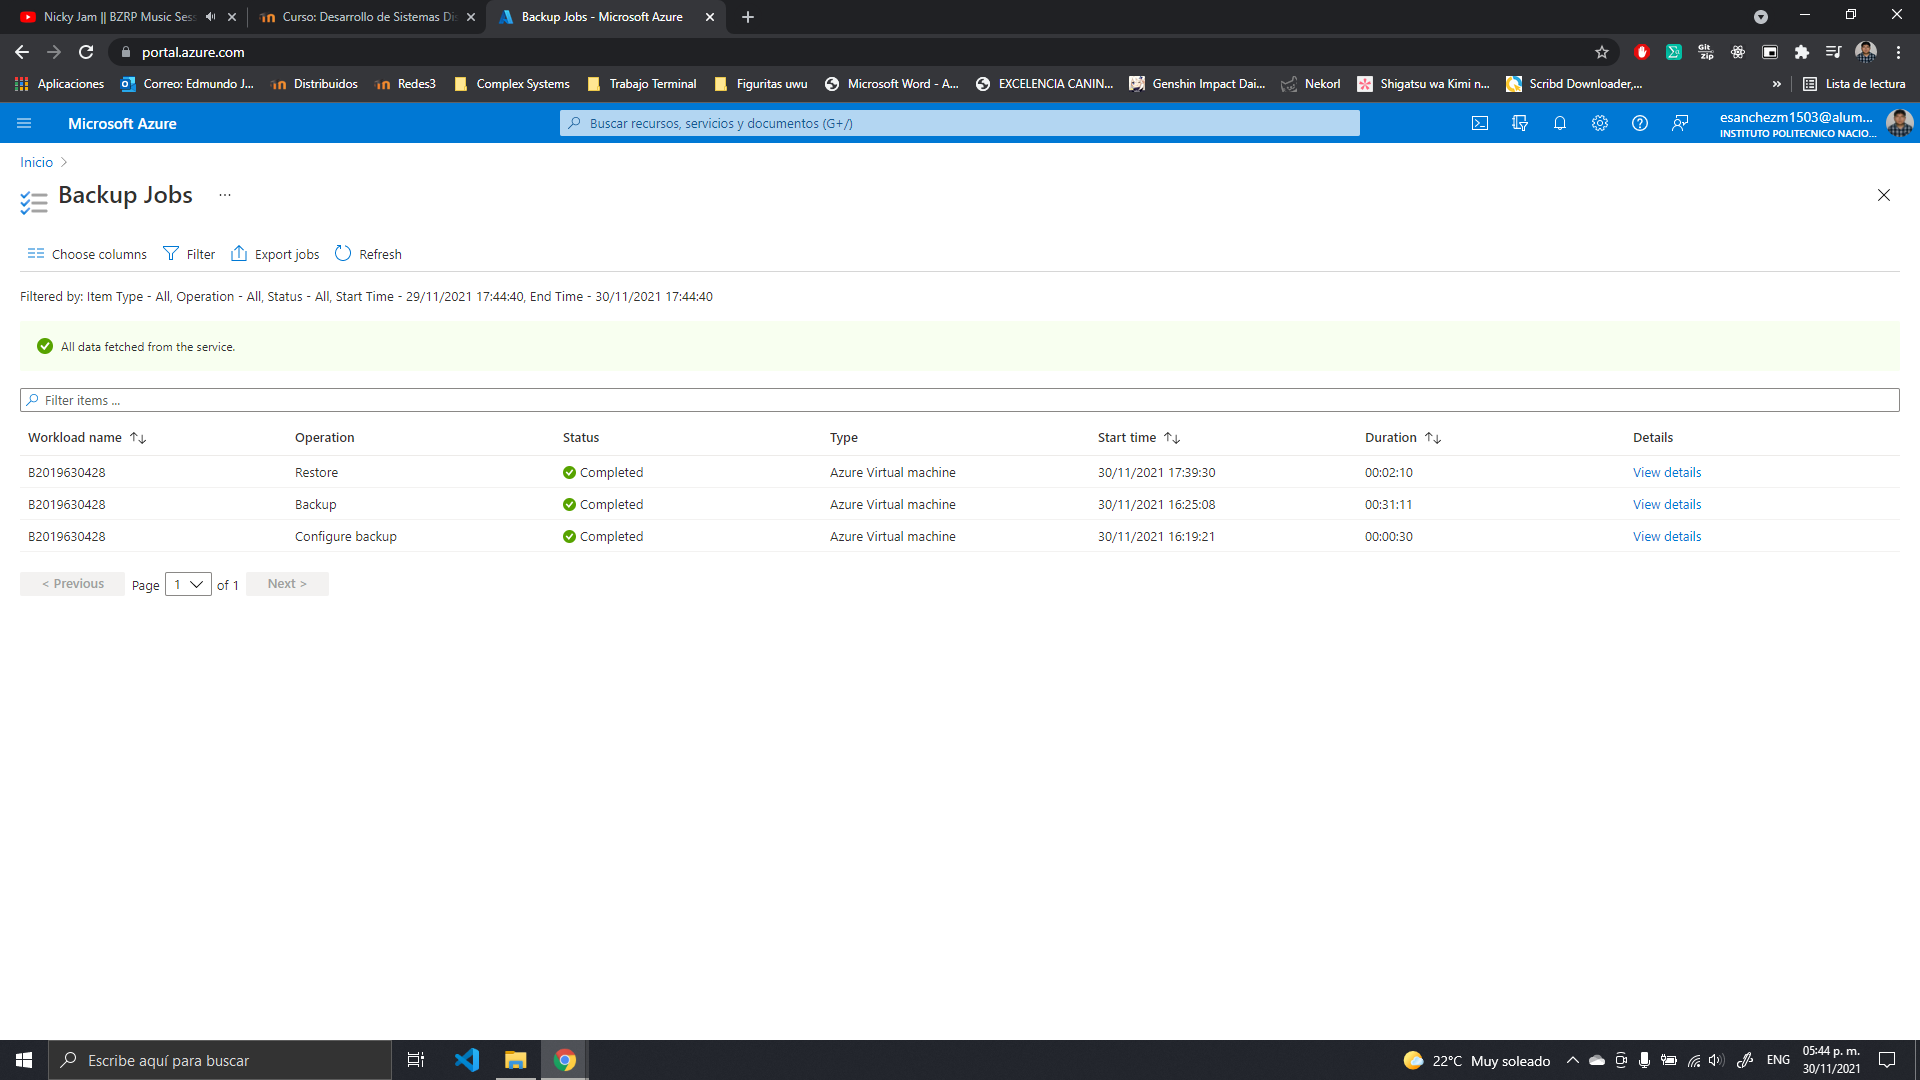 Nicky Jam || BZRP Music Sess
Curso: Desarrollo de Sistemas Dis
Backup Jobs - Microsoft Azure
portal.azure.com
Git
zip
Aplicaciones
Correo: Edmundo J...
Distribuidos
Redes3
Complex Systems
Trabajo Terminal
Figuritas uwu
Microsoft Word - A...
EXCELENCIA CANIN...
Genshin Impact Dai...
Nekorl
Shigatsu wa Kimi n...
Scribd Downloader,...
»
Lista de lectura
Microsoft Azure
Buscar recursos, servicios y documentos (G+/)
esanchezm1503@alum...
INSTITUTO POLITECNICO NACIO...
Inicio >
Backup Jobs ...
Choose columns
Filter
Export jobs
Refresh
Filtered by: Item Type - All, Operation - All, Status - All, Start Time - 29/11/2021 17:44:40, End Time - 30/11/2021 17:44:40
All data fetched from the service.
Filter items ...
Workload name Operation Status Type Start time Duration Details
B2019630428 Restore Completed Azure Virtual machine 30/11/2021 17:39:30 00:02:10 View details
B2019630428 Backup Completed Azure Virtual machine 30/11/2021 16:25:08 00:31:11 View details
B2019630428 Configure backup Completed Azure Virtual machine 30/11/2021 16:19:21 00:00:30 View details
< Previous Page 1 of 1 Next >
Escribe aquí para buscar
22°C Muy soleado
ENG
05:44 p. m.
30/11/2021